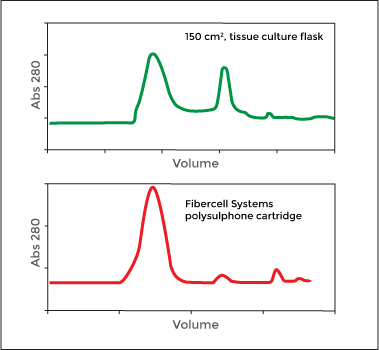 150 cm², tissue culture flask
Abs 280
Volume
Fibercell Systems
polysulphone cartridge
Abs 280
Volume